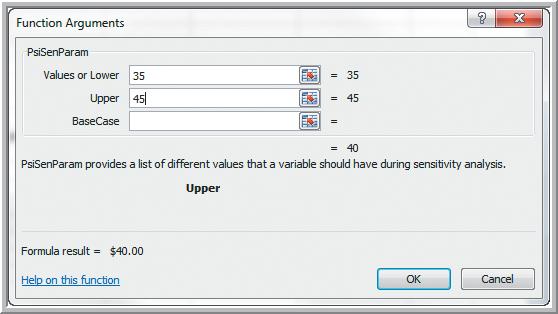 Function Arguments
PsiSenParam
Values or Lower 35 = 35
Upper 45 = 45
BaseCase =
= 40
PsiSenParam provides a list of different values that a variable should have during sensitivity analysis.
Upper
Formula result = $40.00
Help on this function OK Cancel